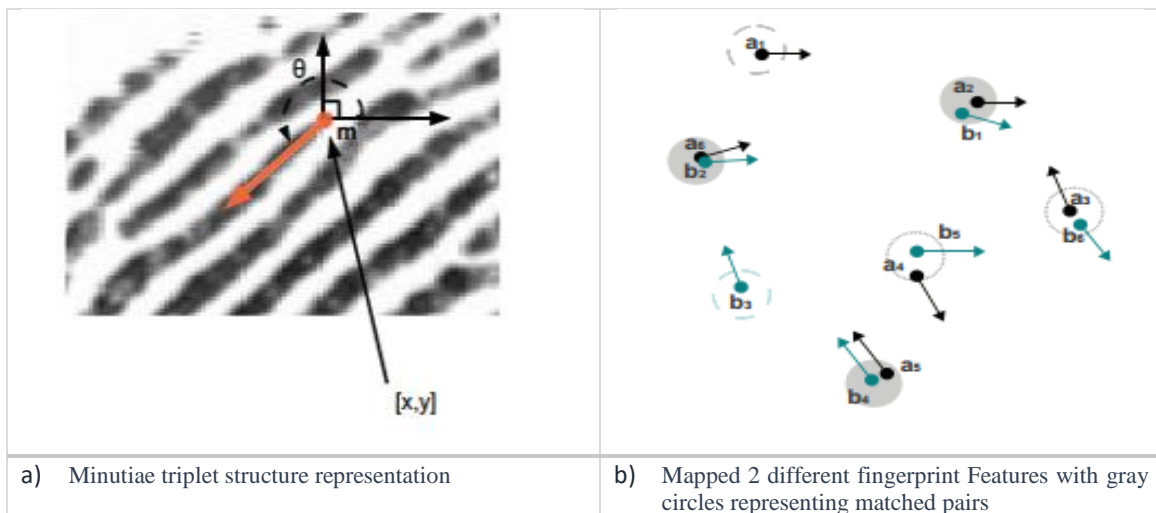 θ
m
[x,y]
a1
a2
b1
a6
b2
a3
b6
b5
a4
b3
a5
b4
a) Minutiae triplet structure representation
b) Mapped 2 different fingerprint Features with gray
circles representing matched pairs